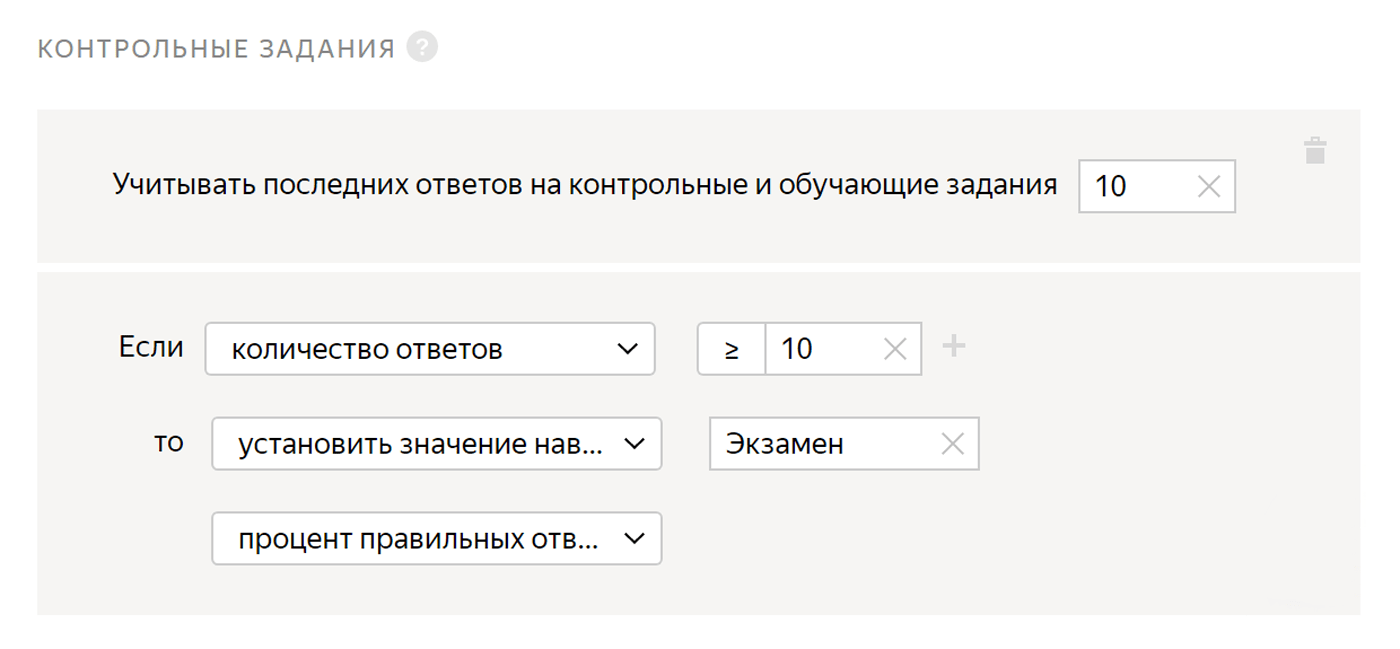 КОНТРОЛЬНЫЕ ЗАДАНИЯ ?
Учитывать последних ответов на контрольные и обучающие задания 10
Если количество ответов ≥ 10
то установить значение нав... Экзамен
процент правильных отв...